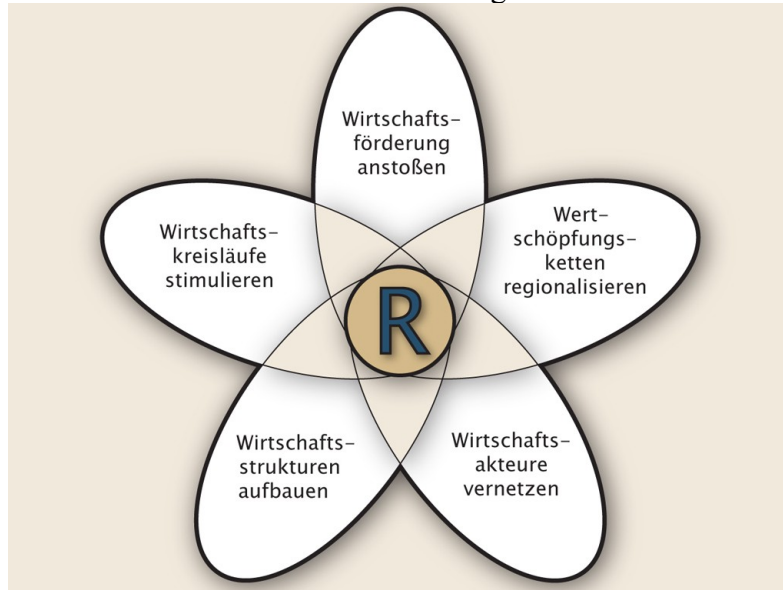 Wirtschafts-
förderung
anstoßen
Wirtschafts-
kreisläufe
stimulieren
Wert-
schöpfungs-
ketten
regionalisieren
R
Wirtschafts-
strukturen
aufbauen
Wirtschafts-
akteure
vernetzen